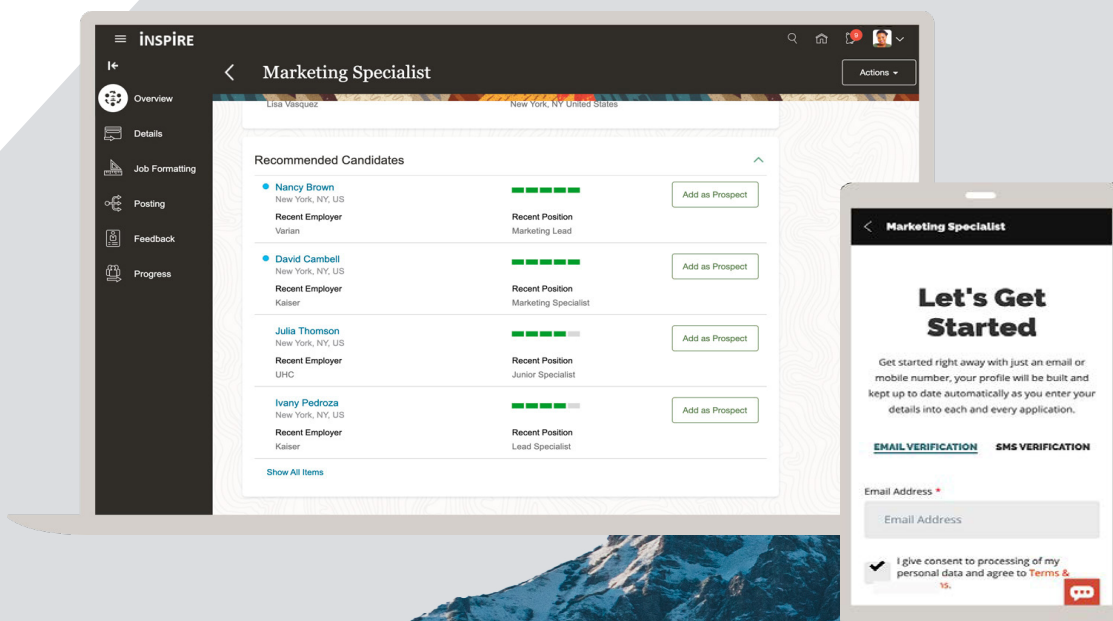 iNSPiRE
9
Marketing Specialist
Actions
Overview
Details
Job Formatting
Posting
Feedback
Progress
Lisa Vasquez
New York, NY United States
Recommended Candidates
Nancy Brown
New York, NY, US
Add as Prospect
Recent Employer
Recent Position
Varian
Marketing Lead
David Cambell
New York, NY, US
Add as Prospect
Recent Employer
Recent Position
Kaiser
Marketing Specialist
Julia Thomson
New York, NY, US
Add as Prospect
Recent Employer
Recent Position
UHC
Junior Specialist
Ivany Pedroza
New York, NY, US
Add as Prospect
Recent Employer
Recent Position
Kaiser
Lead Specialist
Show All Items
Marketing Specialist
Let's Get
Started
Get started right away with just an email or
mobile number, your profile will be built and
kept up to date automatically as you enter your
details into each and every application.
EMAIL VERIFICATION
SMS VERIFICATION
Email Address *
Email Address
I give consent to processing of my
personal data and agree to Terms &